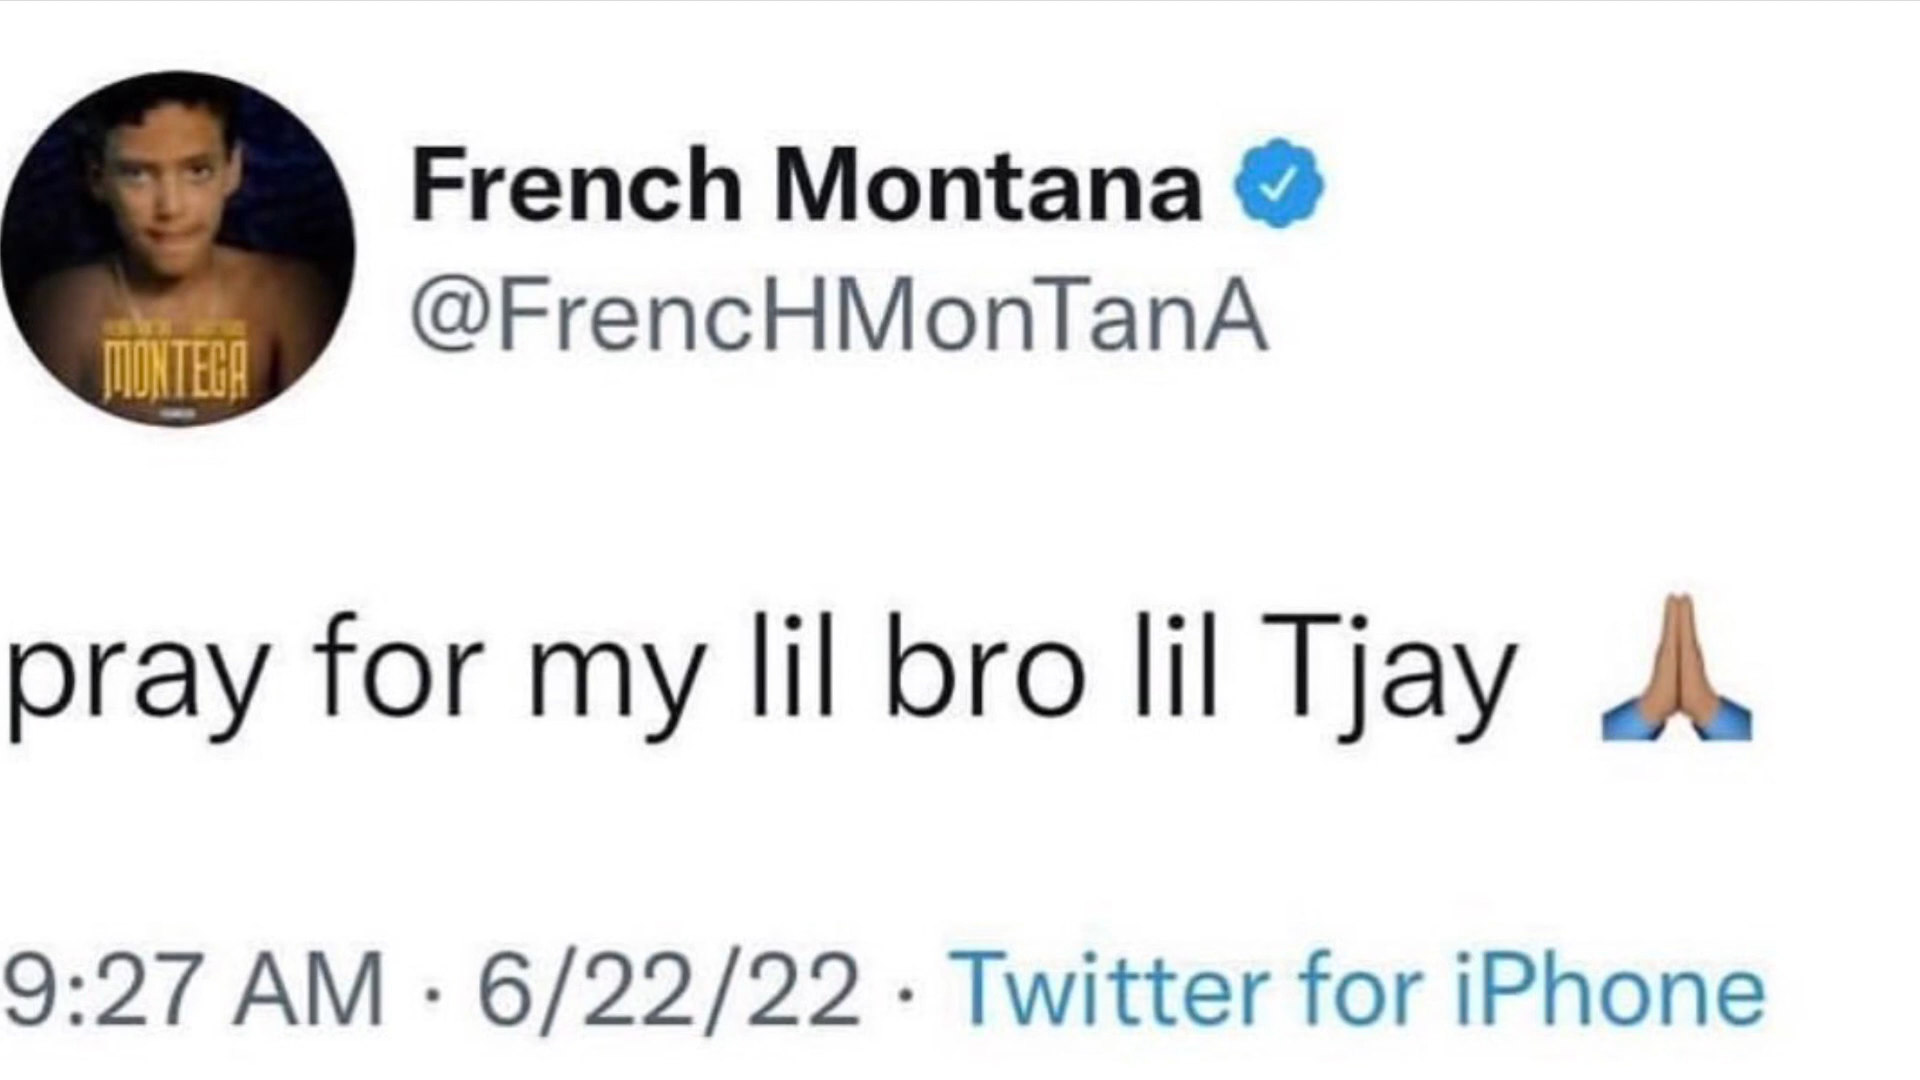 MONTEGA
French Montana
@FrencHMonTanA
pray for my lil bro lil Tjay 🙏🏽
9:27 AM · 6/22/22 · Twitter for iPhone